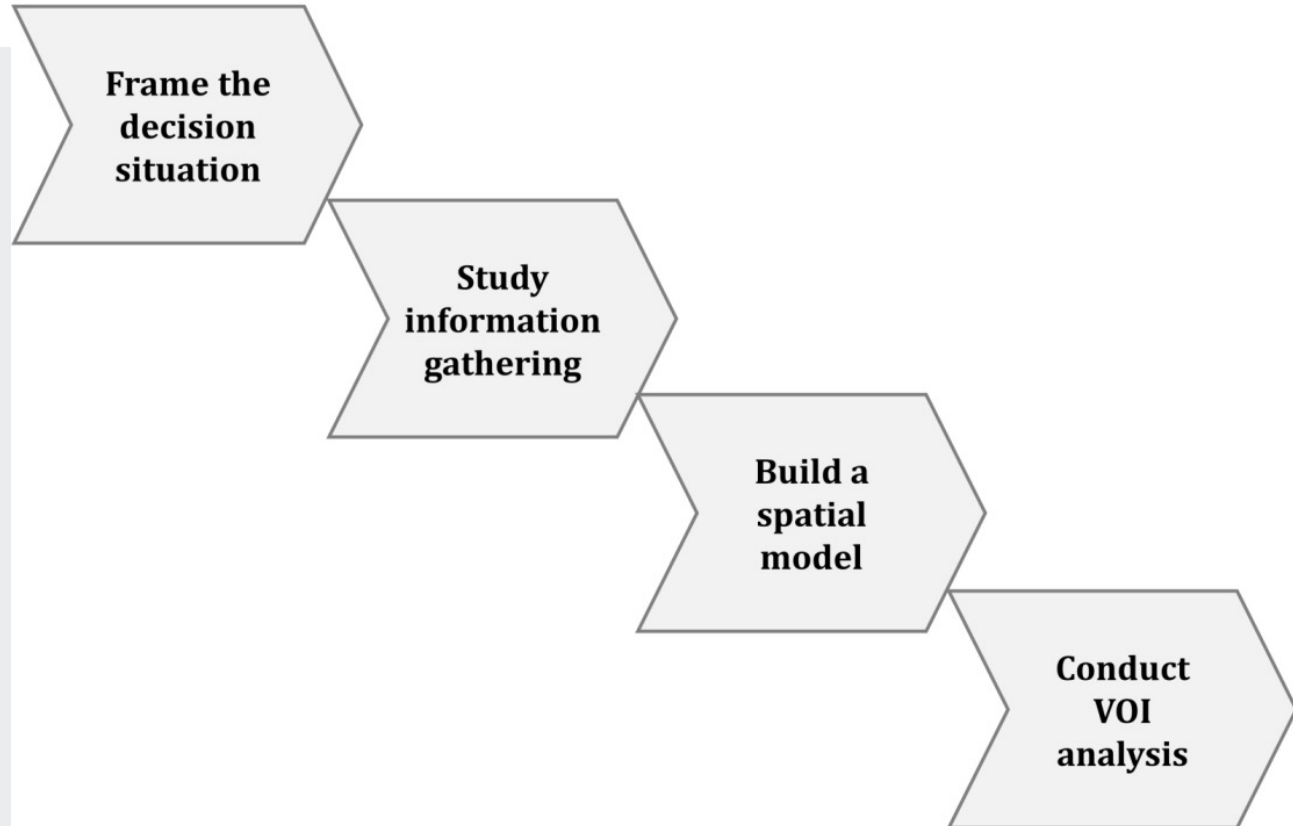 Frame the
decision
situation
Study
information
gathering
Build a
spatial
model
Conduct
VOI
analysis